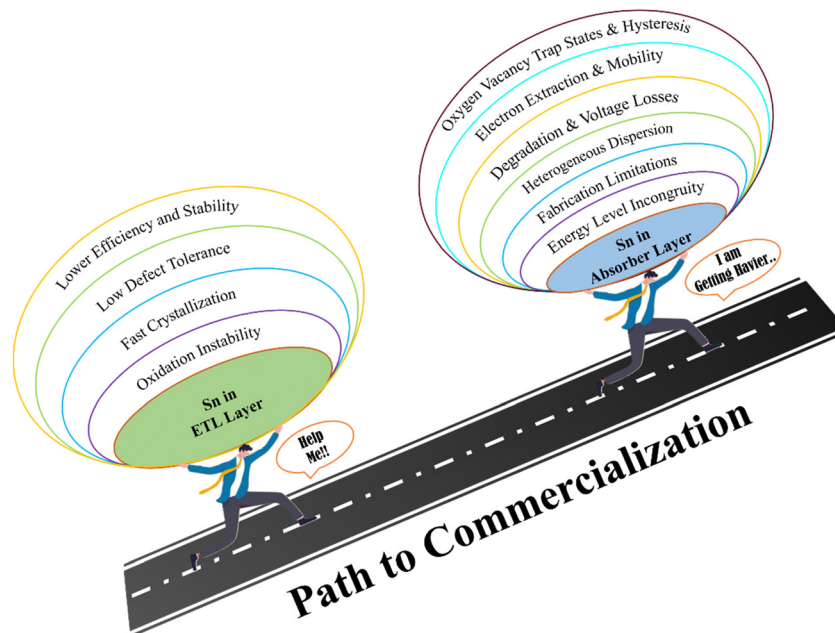 Lower Efficiency and Stability
Low Defect Tolerance
Fast Crystallization
Oxidation Instability
Sn in
ETL Layer
Help
Me!!
Oxygen Vacancy Trap States & Hysteresis
Electron Extraction & Mobility
Degradation & Voltage Losses
Heterogeneous Dispersion
Fabrication Limitations
Energy Level Incongruity
Sn in
Absorber Layer
I am
Getting Havier..
Path to Commercialization